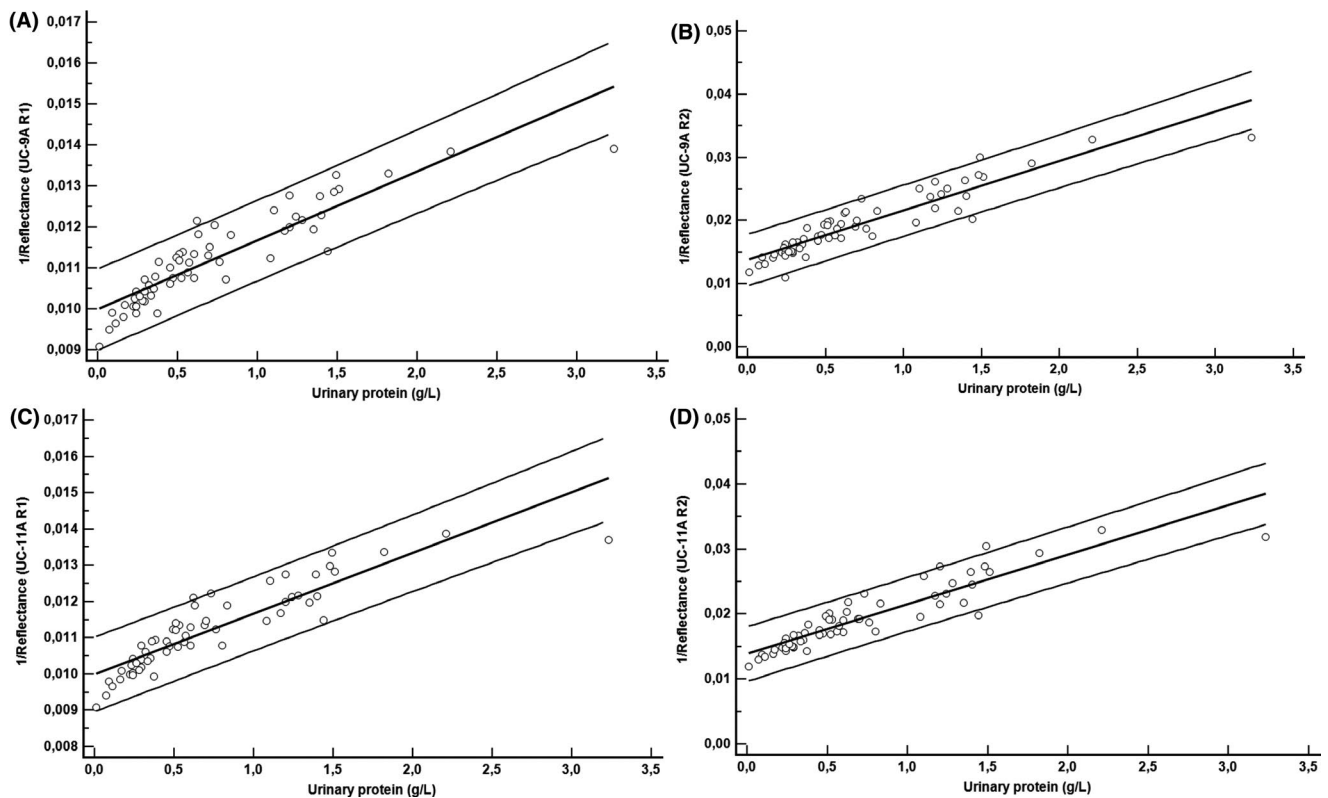 (A)
1/Reflectance (UC-9A R1)
0,017
0,016
0,015
0,014
0,013
0,012
0,011
0,010
0,009
0,0 0,5 1,0 1,5 2,0 2,5 3,0 3,5
Urinary protein (g/L)
(B)
1/Reflectance (UC-9A R2)
0,05
0,04
0,03
0,02
0,01
0,00
0,0 0,5 1,0 1,5 2,0 2,5 3,0 3,5
Urinary protein (g/L)
(C)
1/Reflectance (UC-11A R1)
0,017
0,016
0,015
0,014
0,013
0,012
0,011
0,010
0,009
0,008
0,0 0,5 1,0 1,5 2,0 2,5 3,0 3,5
Urinary protein (g/L)
(D)
1/Reflectance (UC-11A R2)
0,05
0,04
0,03
0,02
0,01
0,00
0,0 0,5 1,0 1,5 2,0 2,5 3,0 3,5
Urinary protein (g/L)